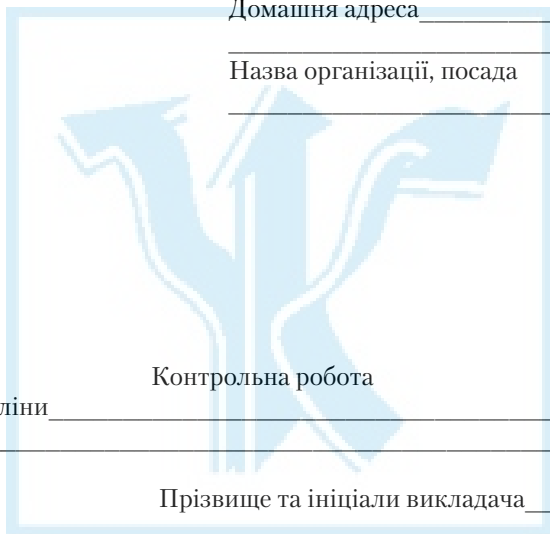 Домашня адреса
Назва організації, посада
Контрольна робота
ліни
Прізвище та ініціали викладача